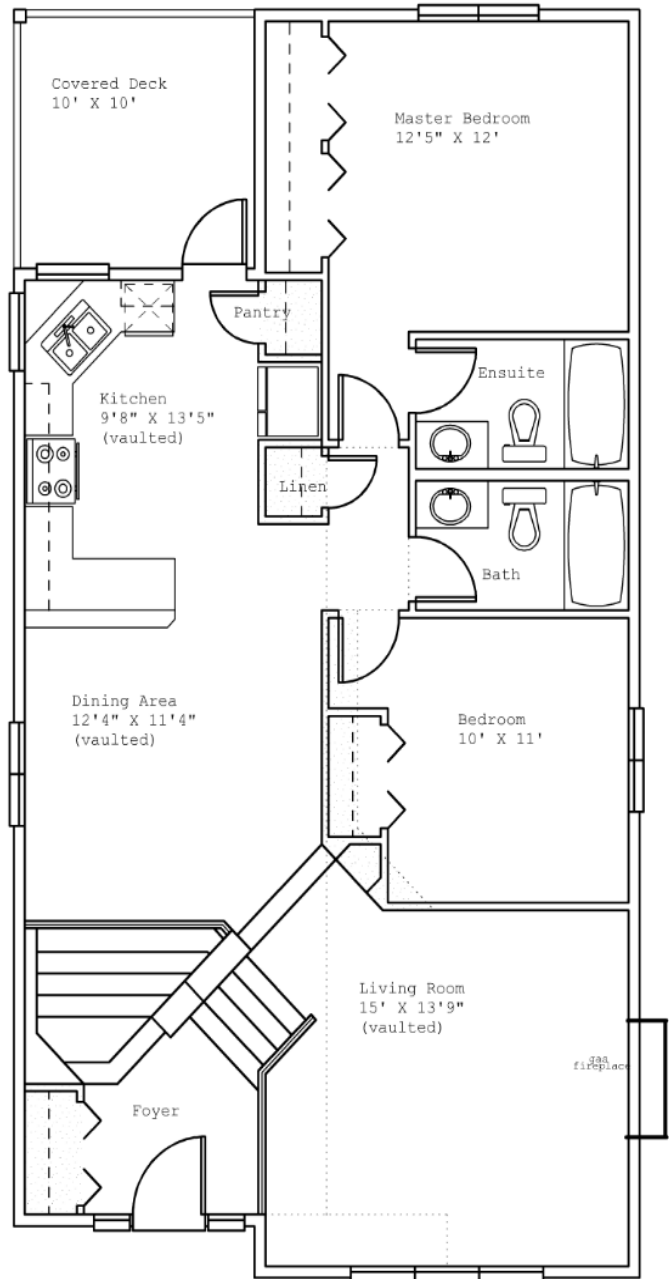 Covered Deck
10' X 10'
Master Bedroom
12'5" X 12'
Pantry
Ensuite
Kitchen
9'8" X 13'5"
(vaulted)
Linen
Bath
Dining Area
12'4" X 11'4"
(vaulted)
Bedroom
10' X 11'
Living Room
15' X 13'9"
(vaulted)
gas
fireplace
Foyer